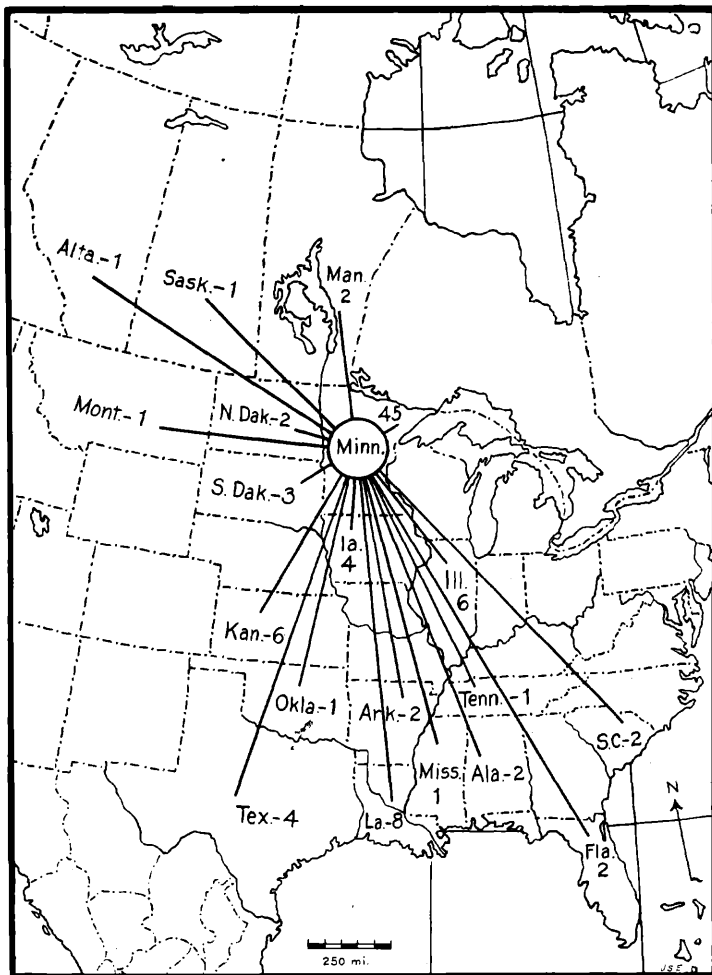 Alta.-1
Sask.-1
Man.
2
Mont.-1
N. Dak.-2
45
Minn.
S. Dak.-3
Ia.
4
Ill.
6
Kan.-6
Okla.-1
Ark.-2
Tenn.-1
S.C.-2
Miss.
1
Ala.-2
Tex.-4
La.-8
Fla.
2
N
250 mi.
J.S.E.